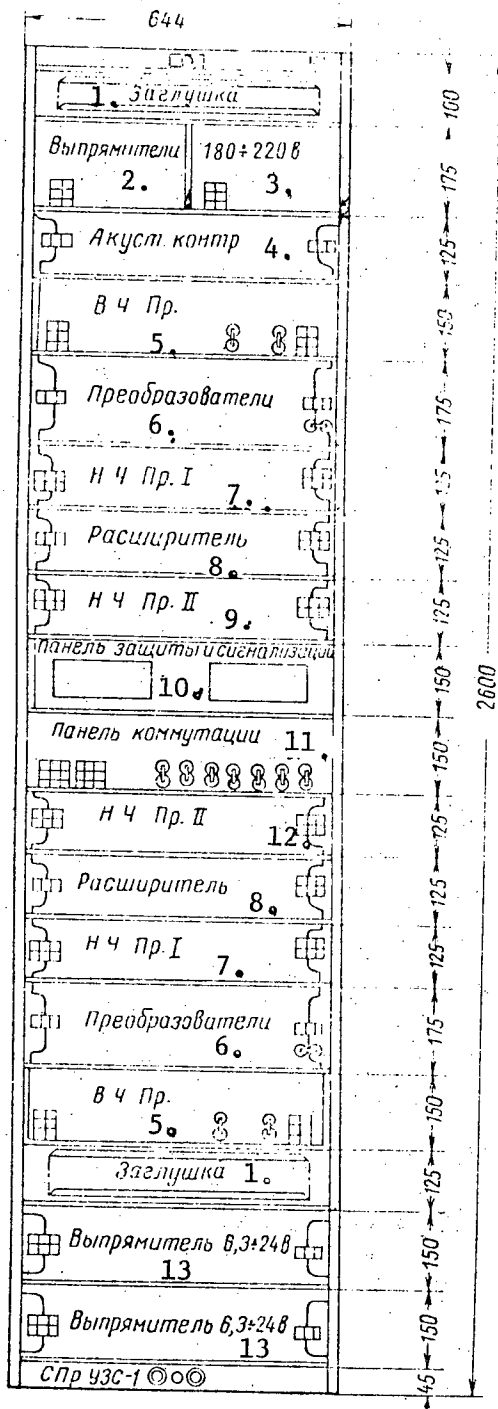 644
1. Заглушка
160
Выпрямители 180÷220 в
2. 3.
175
Акуст. контр 4.
125
В Ч Пр.
5.
150
Преобразователи
6.
175
Н Ч Пр. I
7.
125
Расширитель
8.
125
Н Ч Пр. II
9.
125
Панель защиты и сигнализации
10.
150
2600
Панель коммутации 11.
150
Н Ч Пр. II
12.
125
Расширитель
8.
125
Н Ч Пр. I
7.
125
Преобразователи
6.
175
В Ч Пр.
5.
150
Заглушка 1.
125
Выпрямитель 6,3÷24в
13
150
Выпрямитель 6,3÷24в
13
150
СПр УЗС-1
45